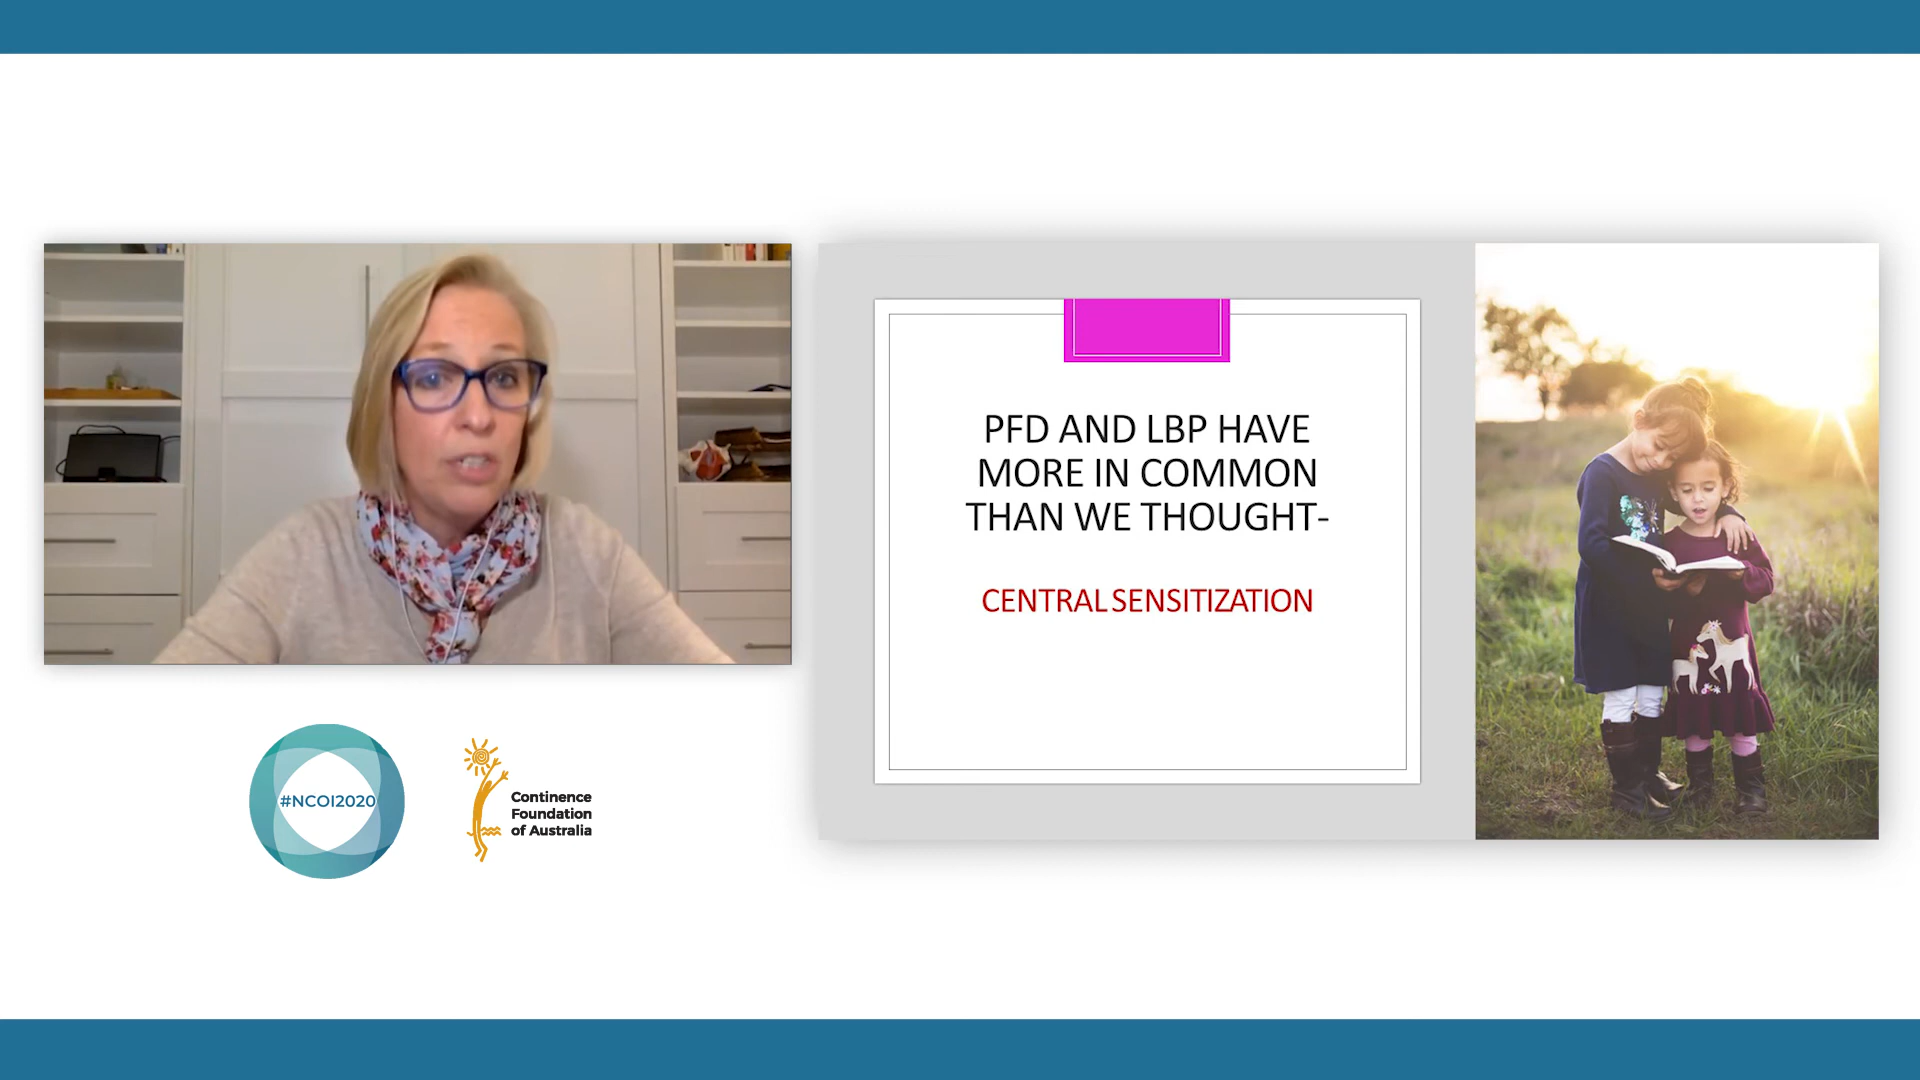 PFD AND LBP HAVE
MORE IN COMMON
THAN WE THOUGHT-
CENTRAL SENSITIZATION
#NCOI2020
Continence
Foundation
of Australia